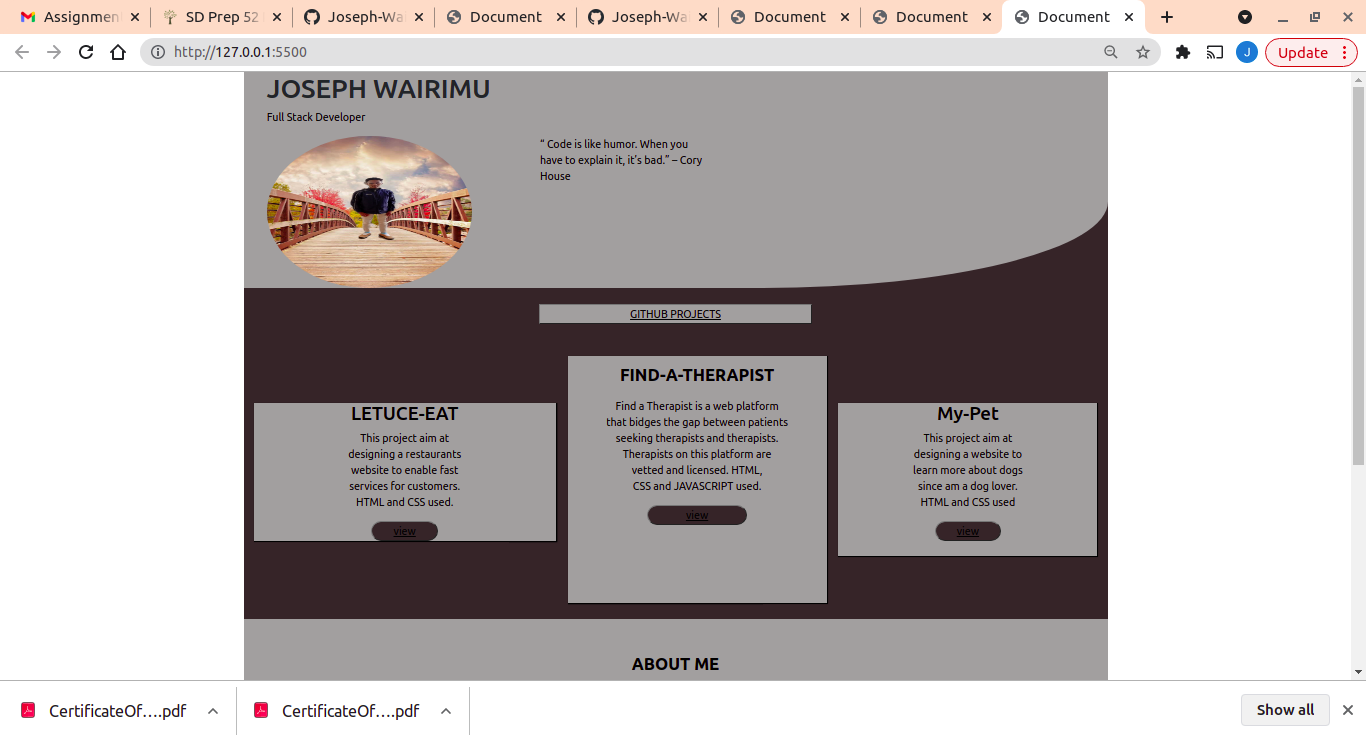 Assignmen
SD Prep 52
Joseph-Wa
Document
Joseph-Wa
Document
Document
Document
http://127.0.0.1:5500
J
Update
JOSEPH WAIRIMU
Full Stack Developer
“ Code is like humor. When you
have to explain it, it’s bad.” – Cory
House
GITHUB PROJECTS
LETUCE-EAT
This project aim at
designing a restaurants
website to enable fast
services for customers.
HTML and CSS used.
view
FIND-A-THERAPIST
Find a Therapist is a web platform
that bidges the gap between patients
seeking therapists and therapists.
Therapists on this platform are
vetted and licensed. HTML,
CSS and JAVASCRIPT used.
view
My-Pet
This project aim at
designing a website to
learn more about dogs
since am a dog lover.
HTML and CSS used
view
ABOUT ME
CertificateOf....pdf
CertificateOf....pdf
Show all